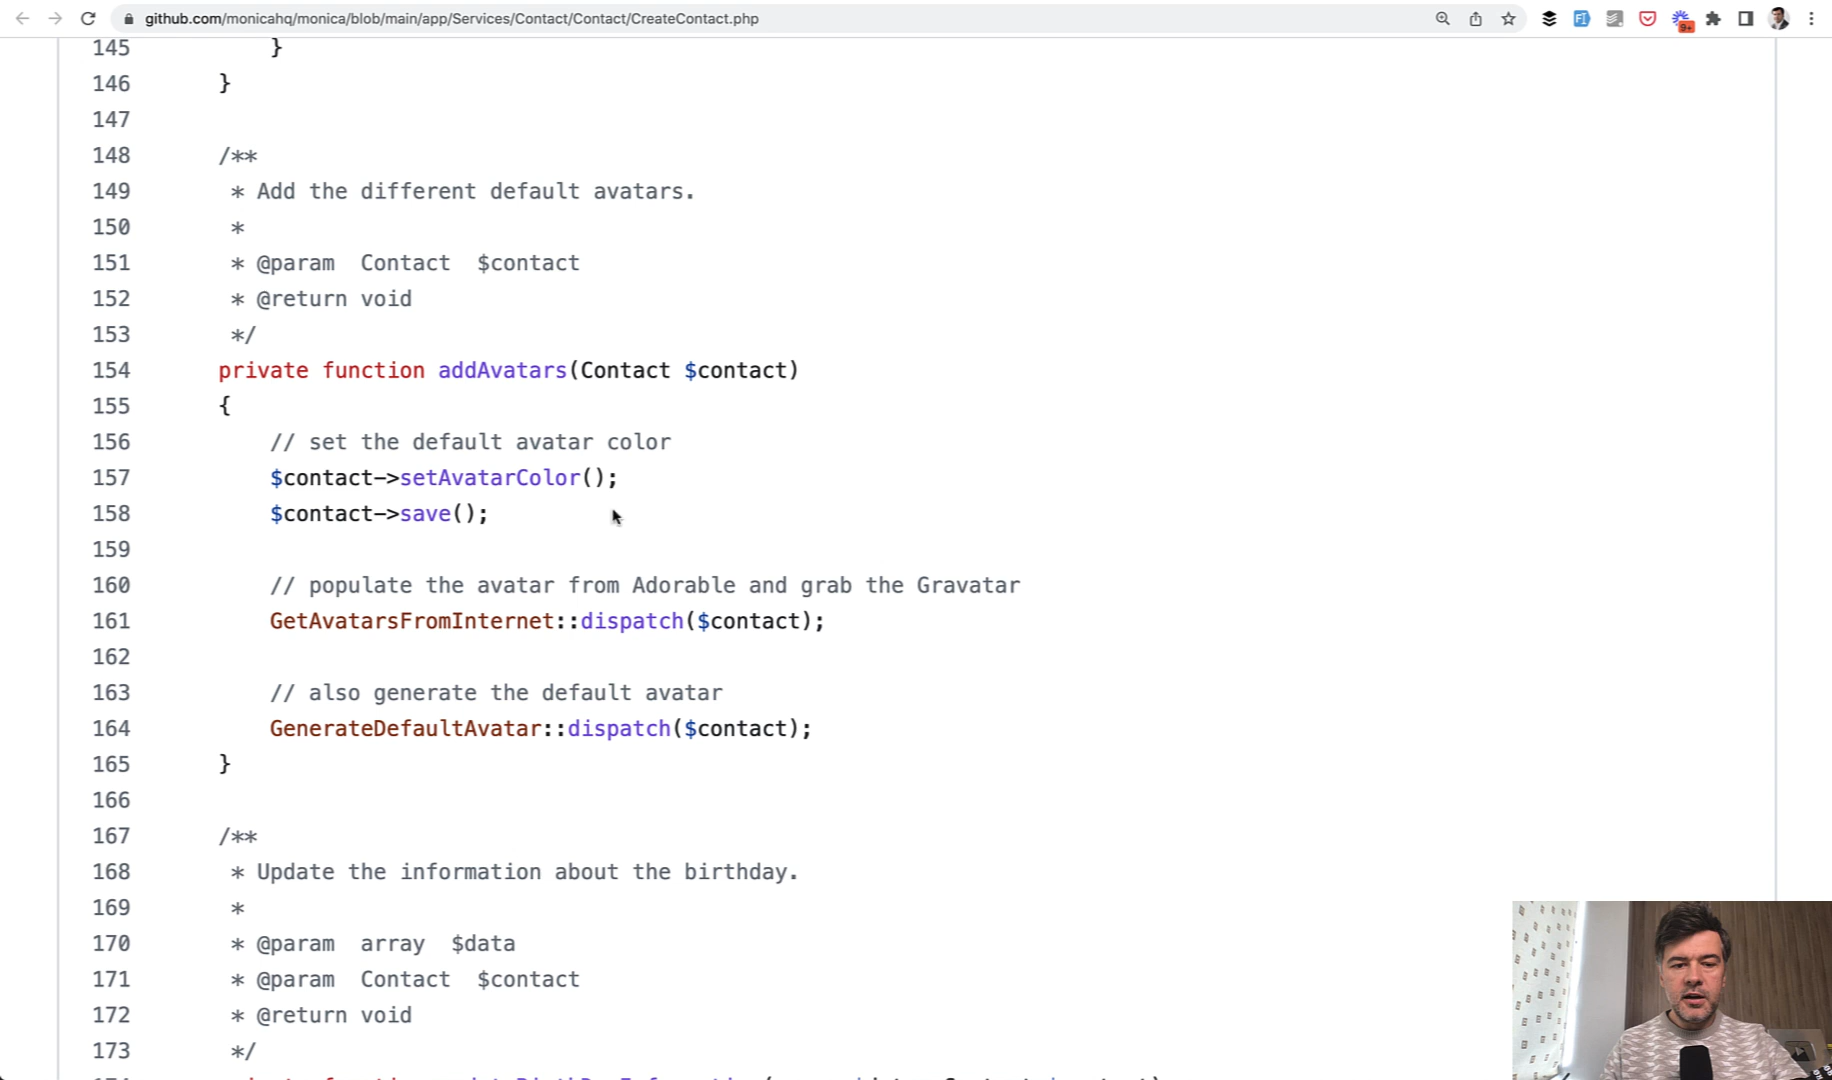 github.com/monicahq/monica/blob/main/app/Services/Contact/Contact/CreateContact.php
9+
145 }
146 }
147
148 /**
149 * Add the different default avatars.
150 *
151 * @param  Contact  $contact
152 * @return void
153 */
154 private function addAvatars(Contact $contact)
155 {
156 // set the default avatar color
157 $contact->setAvatarColor();
158 $contact->save();
159
160 // populate the avatar from Adorable and grab the Gravatar
161 GetAvatarsFromInternet::dispatch($contact);
162
163 // also generate the default avatar
164 GenerateDefaultAvatar::dispatch($contact);
165 }
166
167 /**
168 * Update the information about the birthday.
169 *
170 * @param  array  $data
171 * @param  Contact  $contact
172 * @return void
173 */